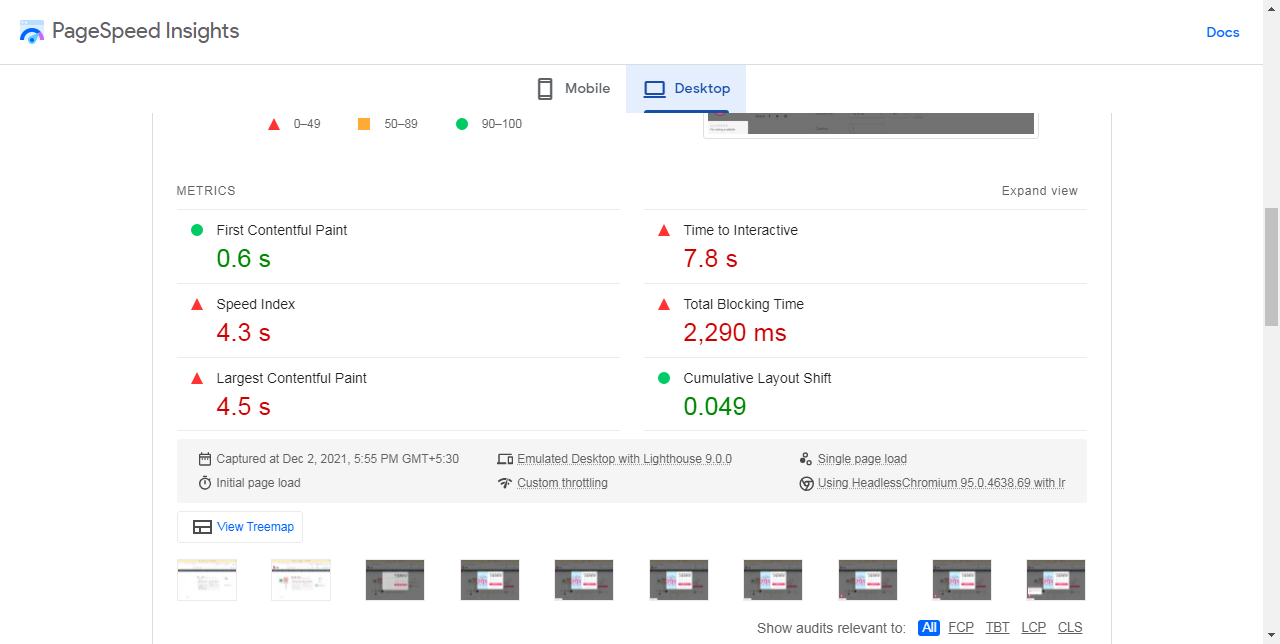 PageSpeed Insights
Docs
Mobile
Desktop
0–49
50–89
90–100
METRICS
Expand view
First Contentful Paint
0.6 s
Time to Interactive
7.8 s
Speed Index
4.3 s
Total Blocking Time
2,290 ms
Largest Contentful Paint
4.5 s
Cumulative Layout Shift
0.049
Captured at Dec 2, 2021, 5:55 PM GMT+5:30
Emulated Desktop with Lighthouse 9.0.0
Single page load
Initial page load
Custom throttling
Using HeadlessChromium 95.0.4638.69 with lr
View Treemap
Show audits relevant to: All FCP TBT LCP CLS